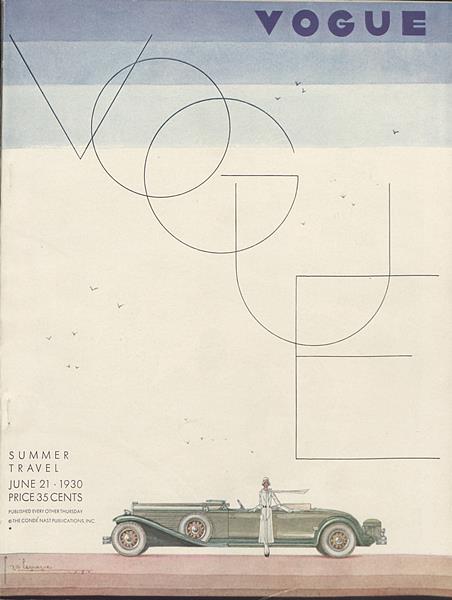 VOGUE
VOGUE
SUMMER
TRAVEL
JUNE 21 · 1930
PRICE 35 CENTS
PUBLISHED EVERY OTHER THURSDAY
© THE CONDÉ NAST PUBLICATIONS, INC.